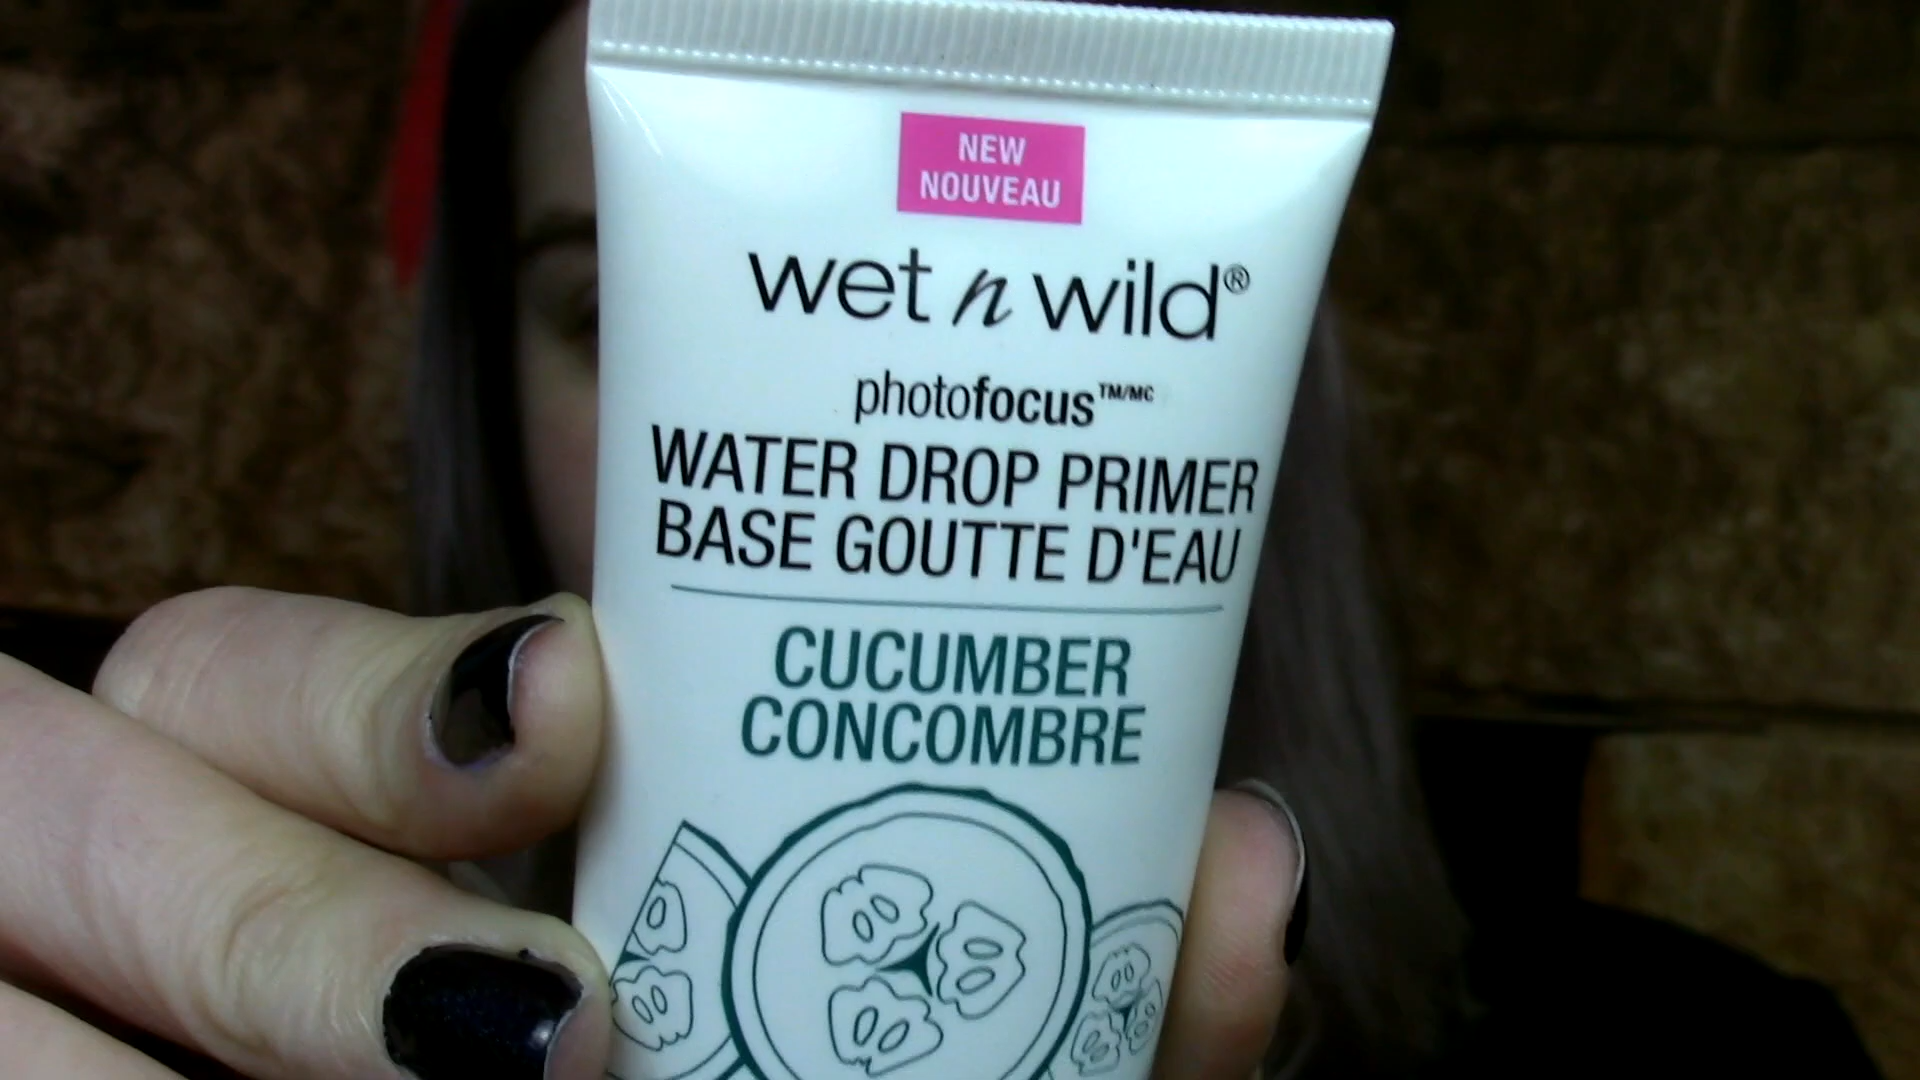 NEW
NOUVEAU
wet n wild®
photofocus™/MC
WATER DROP PRIMER
BASE GOUTTE D'EAU
CUCUMBER
CONCOMBRE